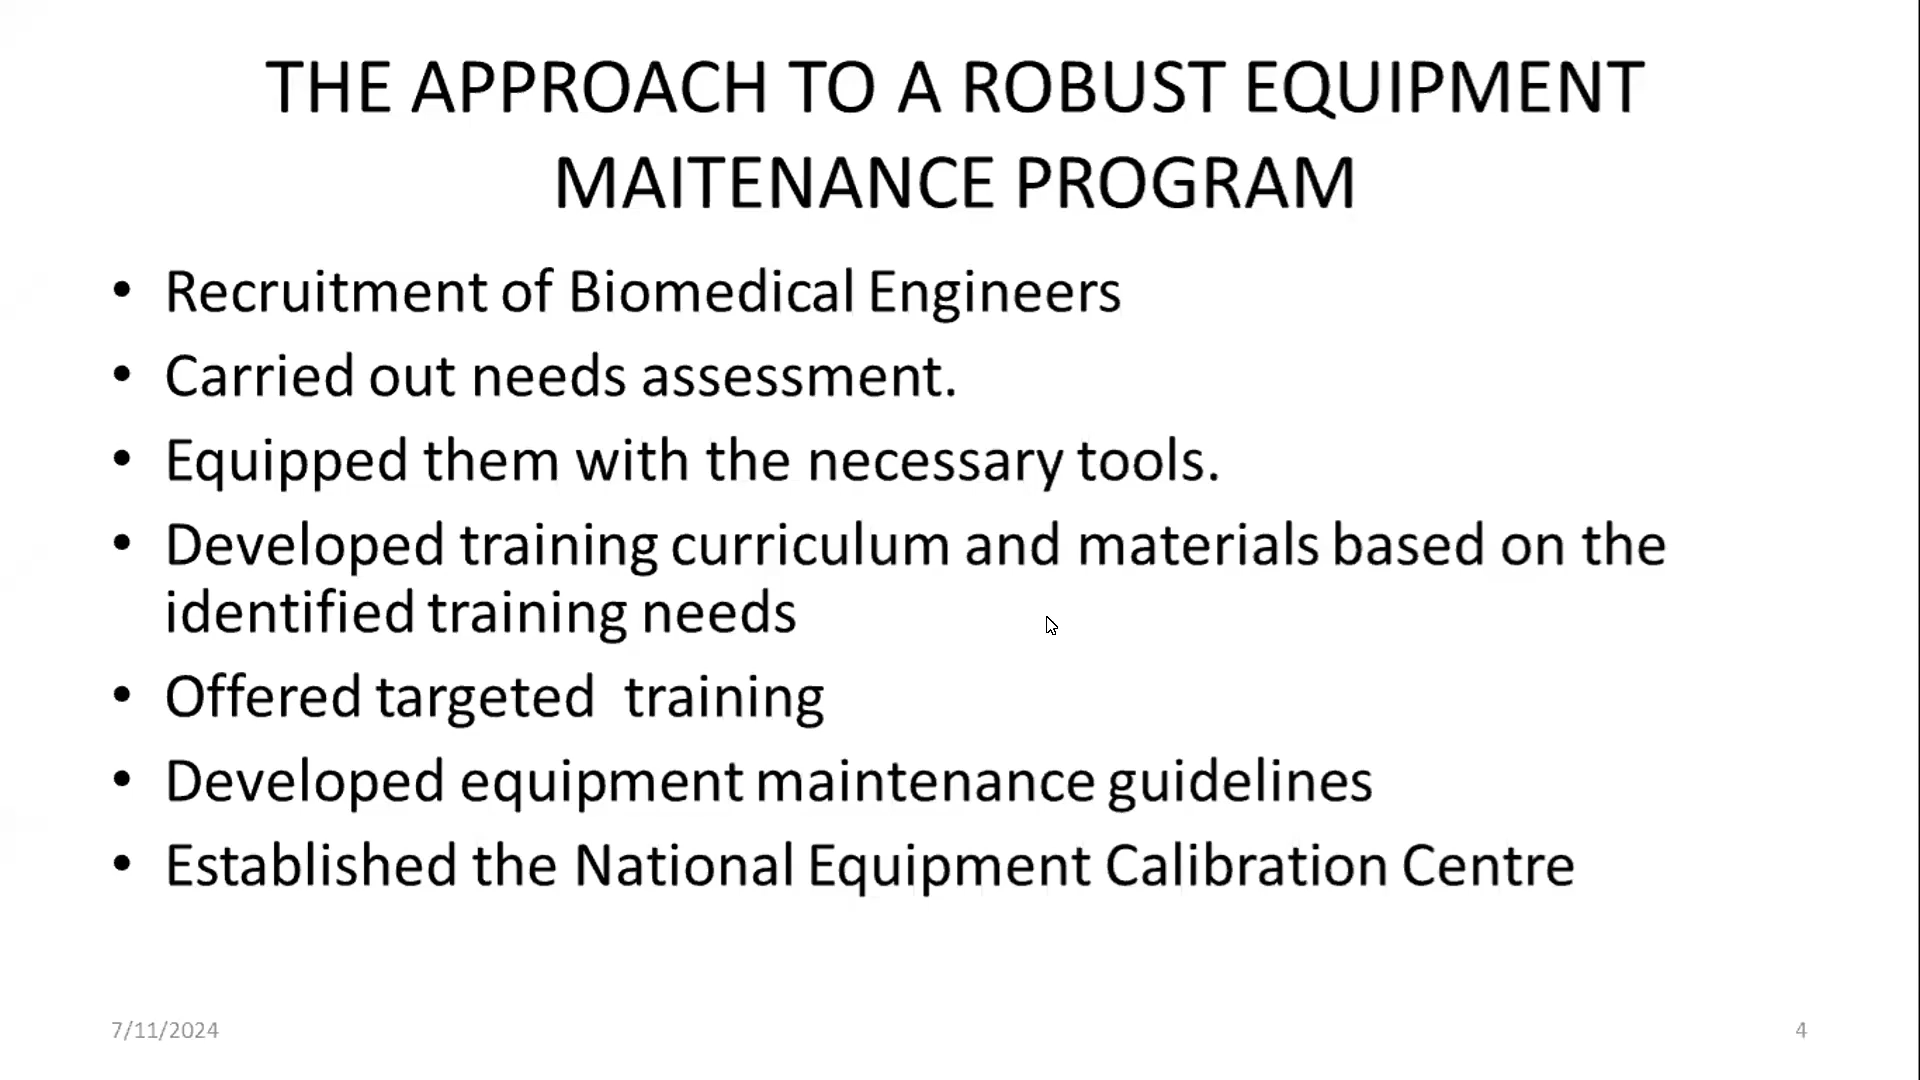 THE APPROACH TO A ROBUST EQUIPMENT
MAITENANCE PROGRAM
• Recruitment of Biomedical Engineers
• Carried out needs assessment.
• Equipped them with the necessary tools.
• Developed training curriculum and materials based on the
identified training needs
• Offered targeted  training
• Developed equipment maintenance guidelines
• Established the National Equipment Calibration Centre
7/11/2024
4